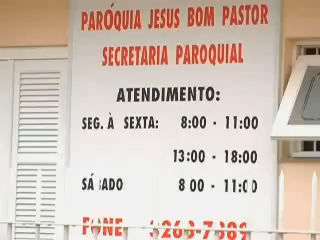 PARÓQUIA JESUS BOM PASTOR
SECRETARIA PAROQUIAL
ATENDIMENTO:
SEG. À SEXTA: 8:00 - 11:00
13:00 - 18:00
SÁBADO 8:00 - 11:00
FONE